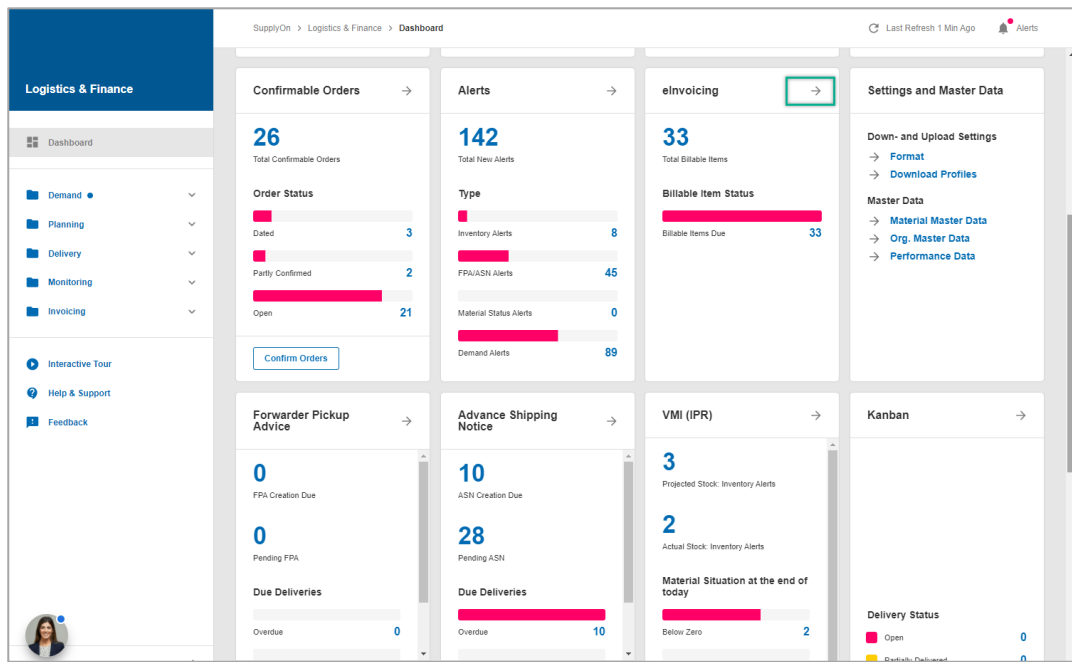 SupplyOn > Logistics & Finance > Dashboard
Last Refresh 1 Min Ago
Alerts
Logistics & Finance
Dashboard
Demand
Planning
Delivery
Monitoring
Invoicing
Interactive Tour
Help & Support
Feedback
Confirmable Orders
26
Total Confirmable Orders
Order Status
Dated 3
Partly Confirmed 2
Open 21
Confirm Orders
Alerts
142
Total New Alerts
Type
Inventory Alerts 8
FPA/ASN Alerts 45
Material Status Alerts 0
Demand Alerts 89
eInvoicing
33
Total Billable Items
Billable Item Status
Billable Items Due 33
Settings and Master Data
Down- and Upload Settings
Format
Download Profiles
Master Data
Material Master Data
Org. Master Data
Performance Data
Forwarder Pickup
Advice
0
FPA Creation Due
0
Pending FPA
Due Deliveries
Overdue 0
Advance Shipping
Notice
10
ASN Creation Due
28
Pending ASN
Due Deliveries
Overdue 10
VMI (IPR)
3
Projected Stock: Inventory Alerts
2
Actual Stock: Inventory Alerts
Material Situation at the end of
today
Below Zero 2
Kanban
Delivery Status
Open 0
Partially Delivered 0